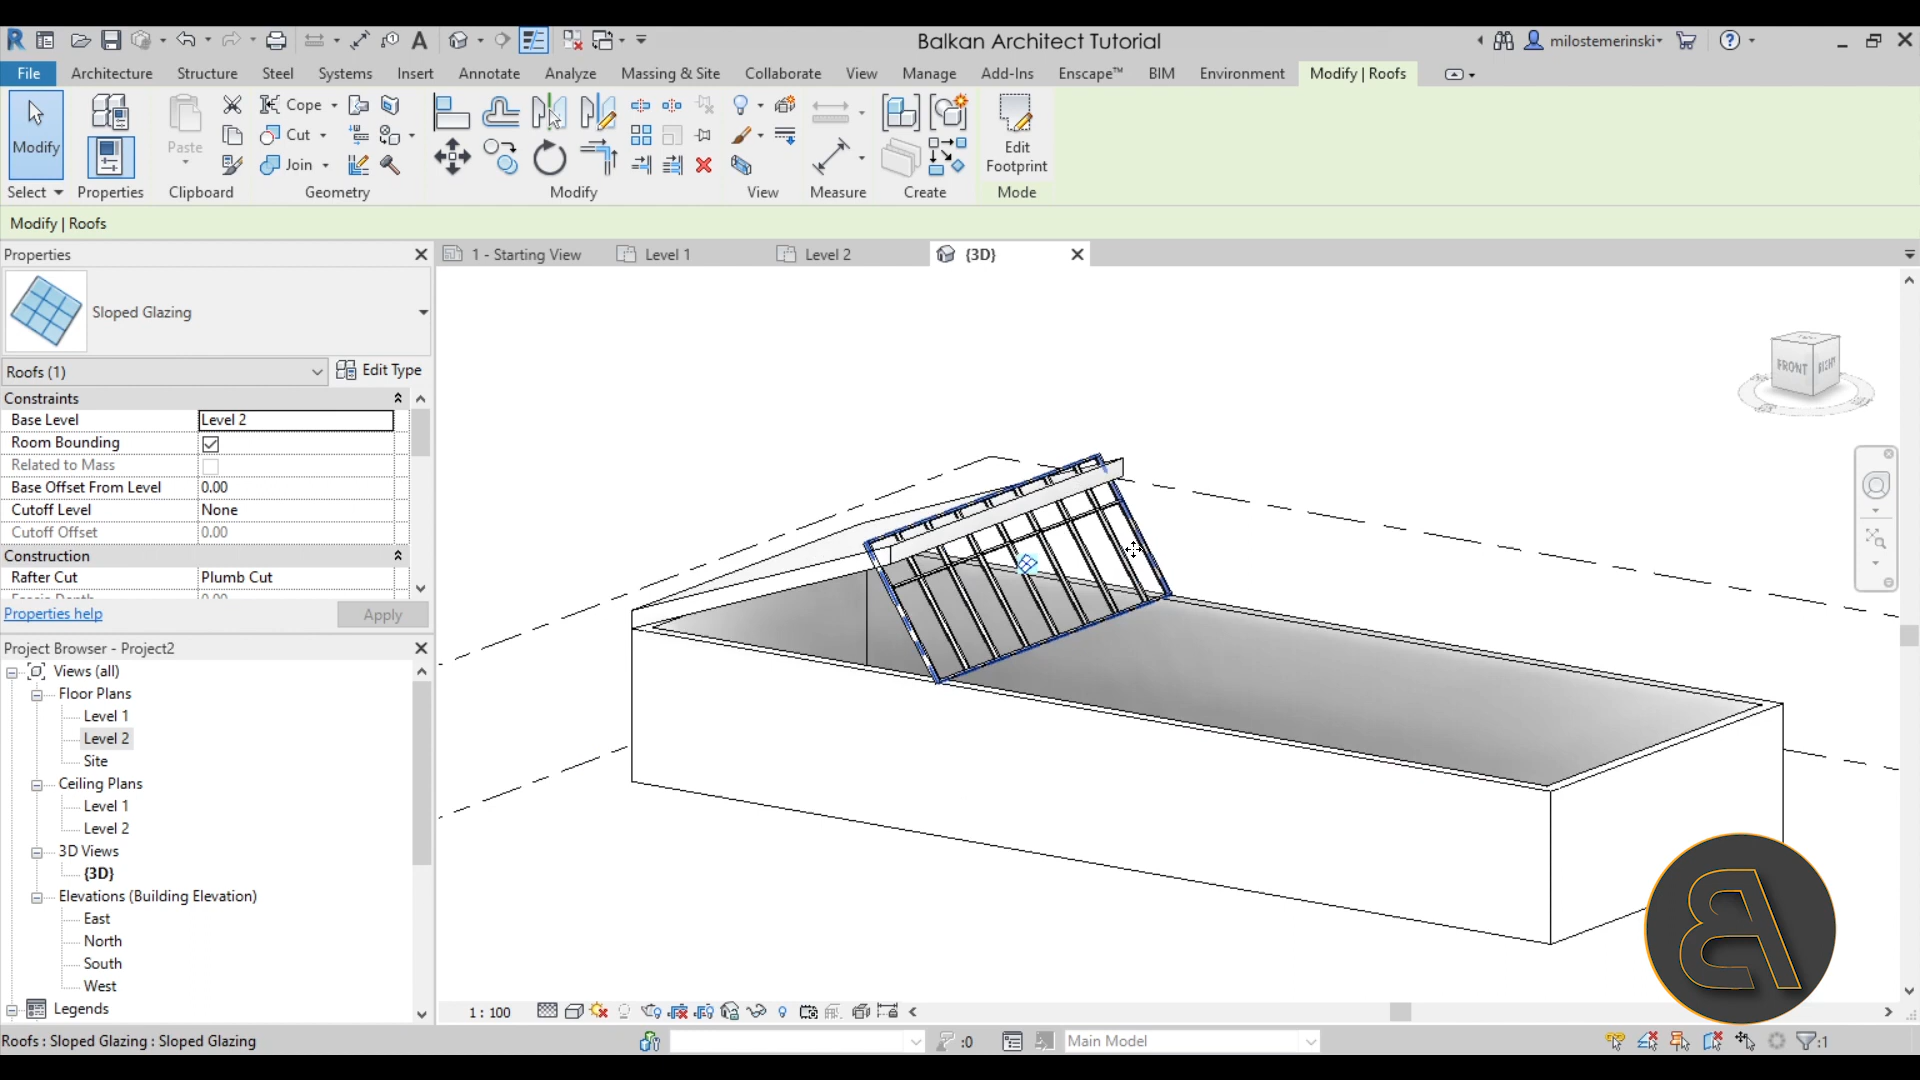 Balkan Architect Tutorial
milostemerinski
File Architecture Structure Steel Systems Insert Annotate Analyze Massing & Site Collaborate View Manage Add-Ins Enscape™ BIM Environment Modify | Roofs
Modify
Paste
Cope
Cut
Join
Edit
Footprint
Select Properties Clipboard Geometry Modify View Measure Create Mode
Modify | Roofs
Properties
1 - Starting View
Level 1
Level 2
{3D}
Sloped Glazing
Roofs (1)
Edit Type
Constraints
Base Level Level 2
Room Bounding
Related to Mass
Base Offset From Level 0.00
Cutoff Level None
Cutoff Offset 0.00
Construction
Rafter Cut Plumb Cut
Properties help
Apply
FRONT
Project Browser - Project2
Views (all)
Floor Plans
Level 1
Level 2
Site
Ceiling Plans
Level 1
Level 2
3D Views
{3D}
Elevations (Building Elevation)
East
North
South
West
Legends
1 : 100
Roofs : Sloped Glazing : Sloped Glazing
:0
Main Model
:1